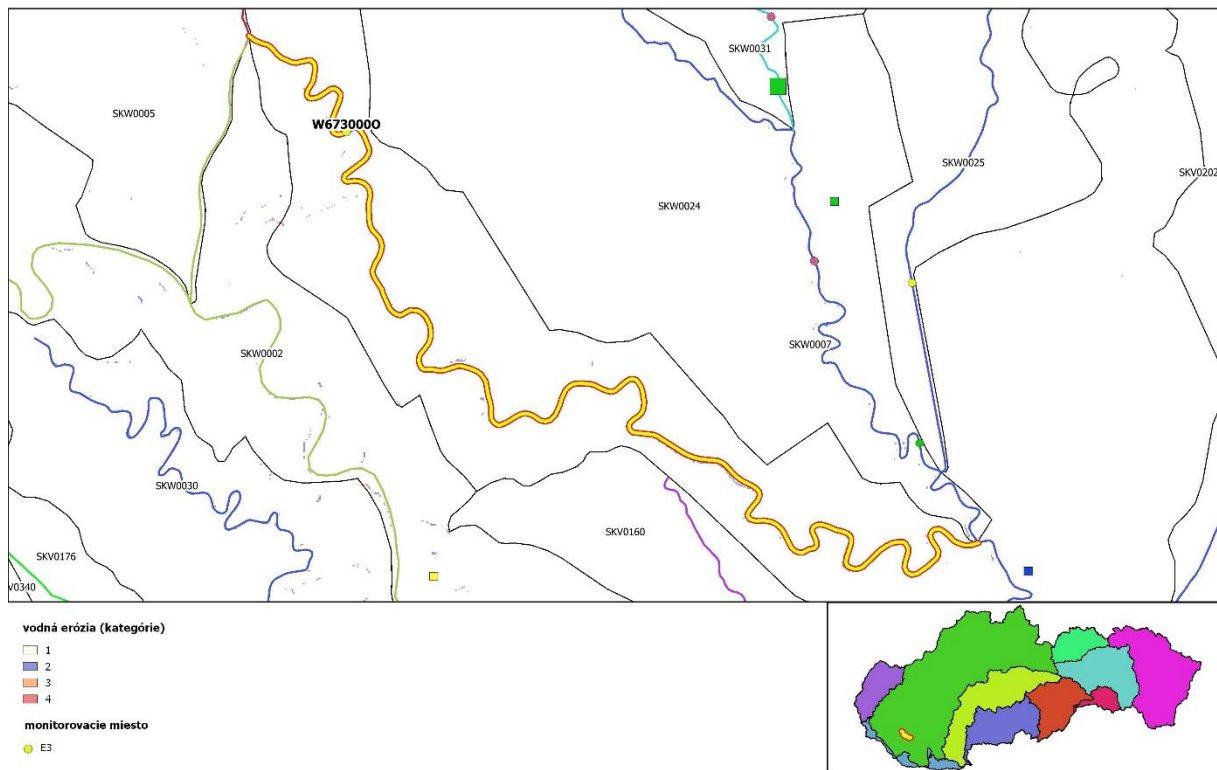 SKW0031
SKW0005
W673000O
SKW0025
SKV0202
SKW0024
SKW0007
SKW0002
SKW0030
SKV0160
SKV0176
V0340
vodná erózia (kategórie)
1
2
3
4
monitorovacie miesto
E3